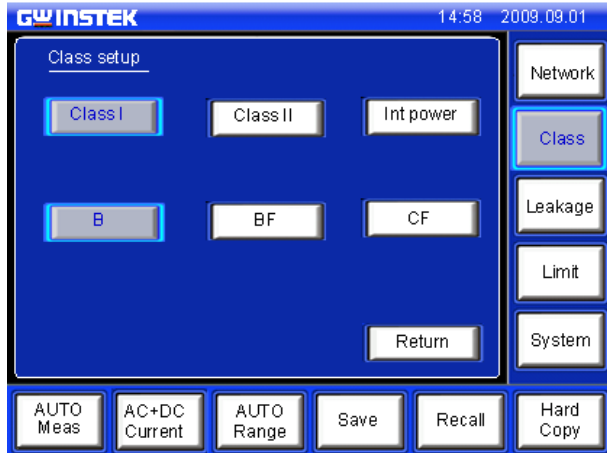 GWINSTEK 14:58 2009.09.01
Class setup
Class I Class II Int power
B BF CF
Return
Network
Class
Leakage
Limit
System
AUTO Meas
AC+DC Current
AUTO Range
Save
Recall
Hard Copy